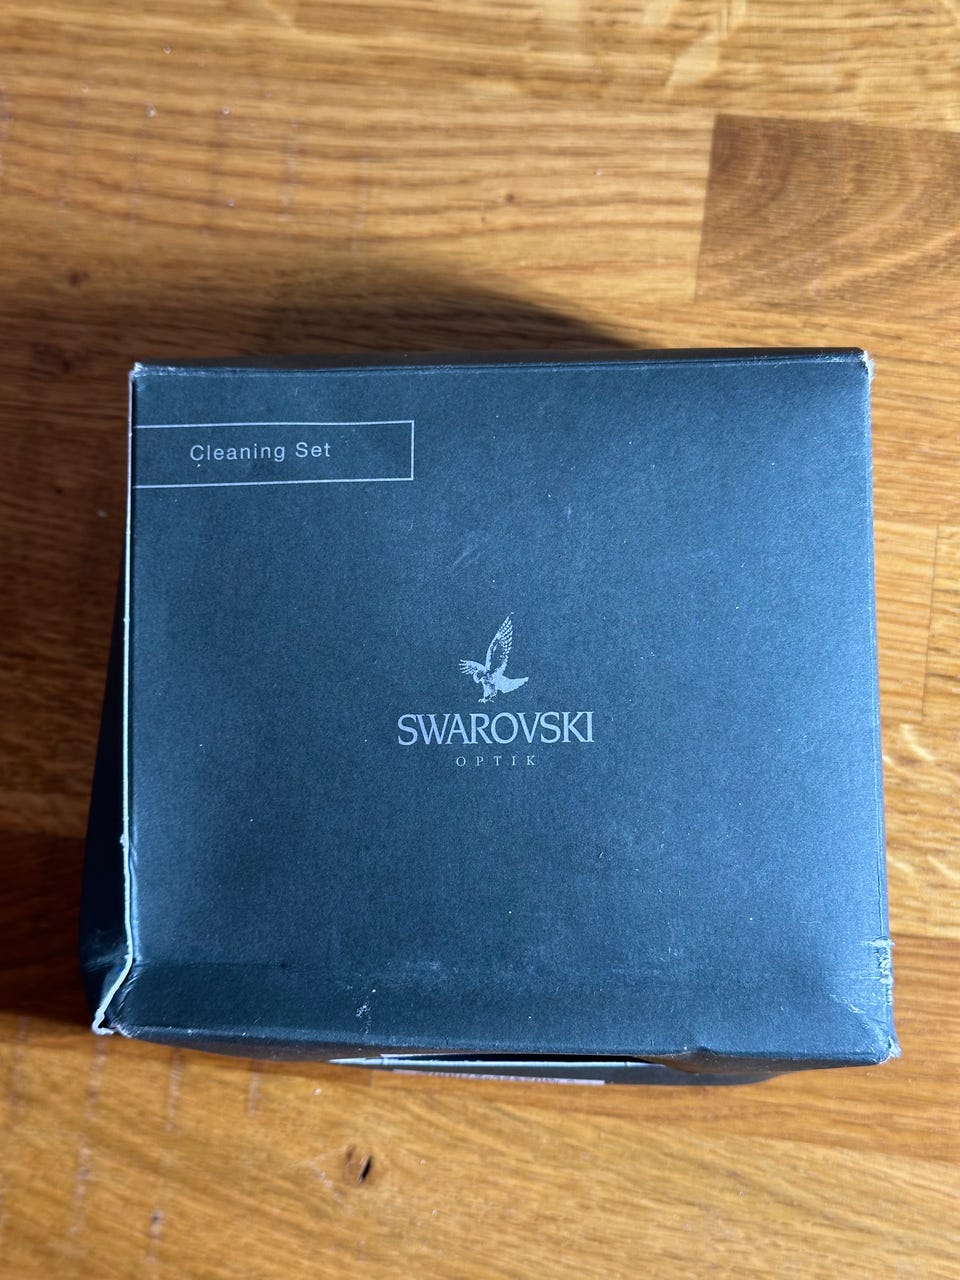 Cleaning Set
SWAROVSKI
OPTIK